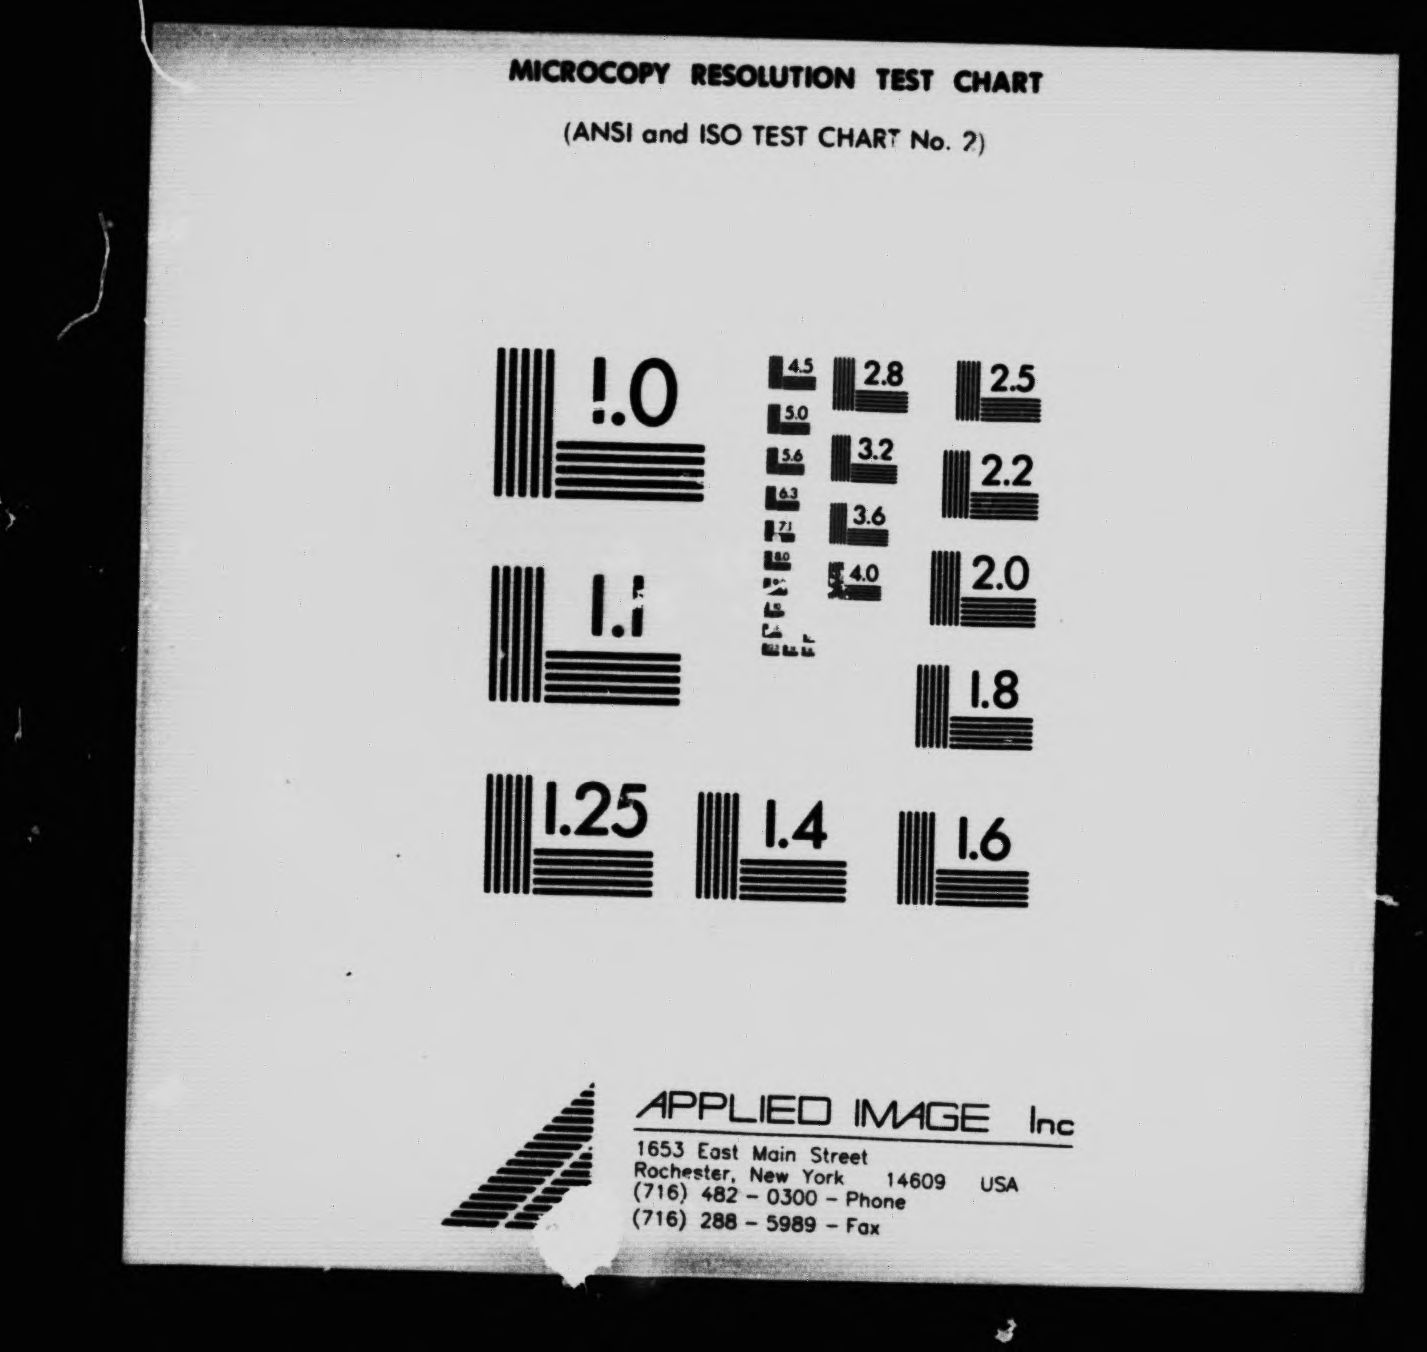 MICROCOPY RESOLUTION TEST CHART
(ANSI and ISO TEST CHART No. 2)
1.0
4.5
2.8
2.5
5.0
3.2
2.2
5.6
6.3
3.6
7.1
8.0
4.0
2.0
1.1
1.8
1.25
1.4
1.6
APPLIED IMAGE Inc
1653 East Main Street
Rochester, New York 14609 USA
(716) 482 - 0300 - Phone
(716) 288 - 5989 - Fax